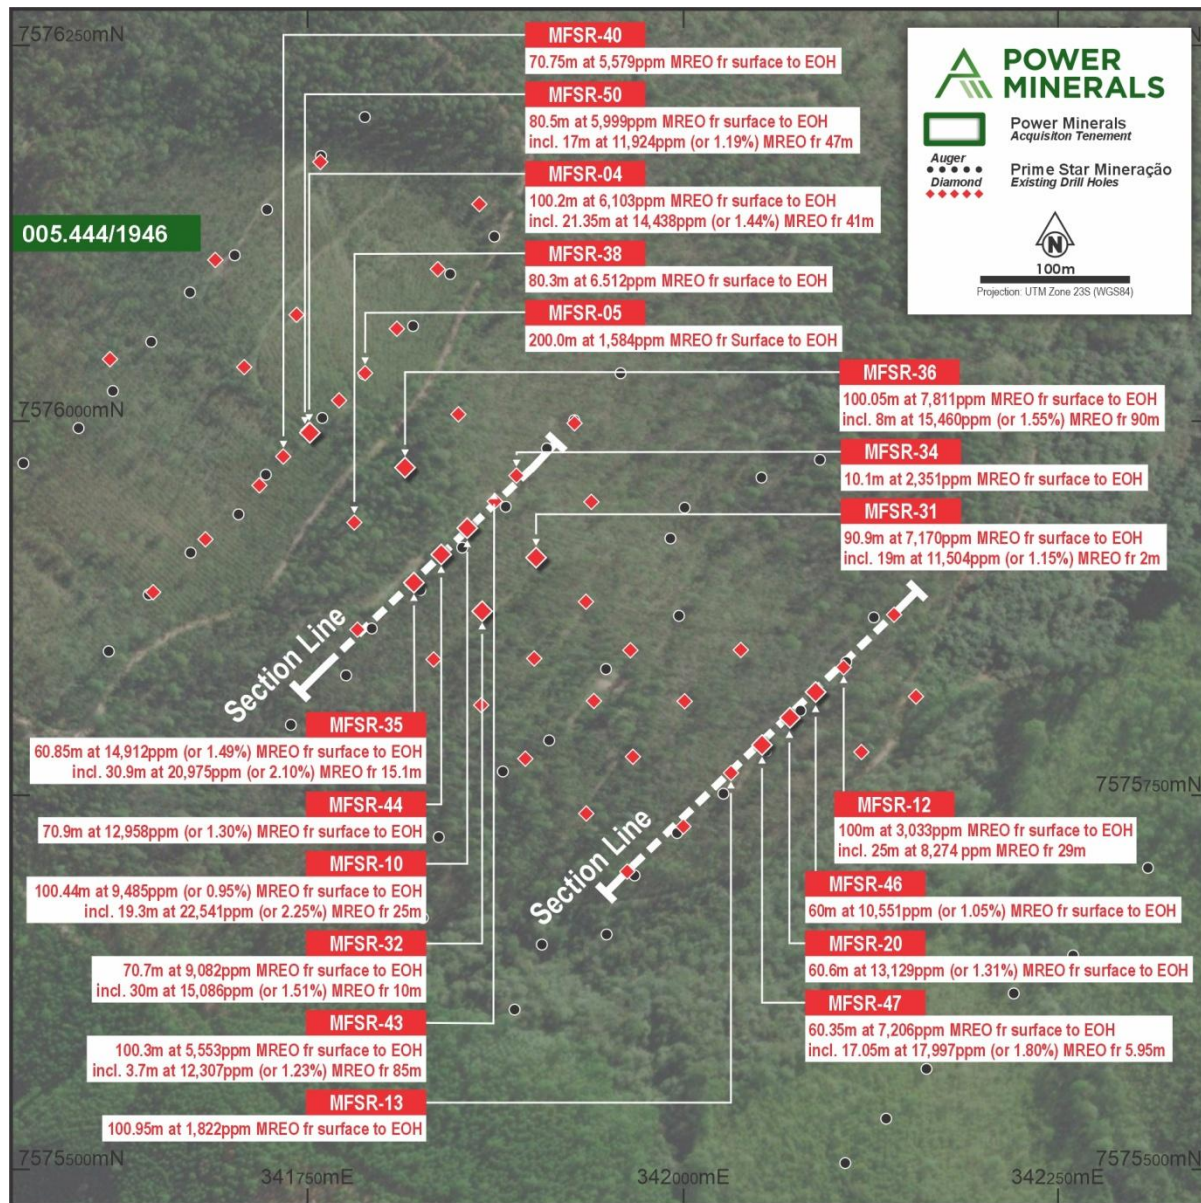 7576250mN
MFSR-40
70.75m at 5,579ppm MREO fr surface to EOH
MFSR-50
80.5m at 5,999ppm MREO fr surface to EOH
incl. 17m at 11,924ppm (or 1.19%) MREO fr 47m
MFSR-04
100.2m at 6,103ppm MREO fr surface to EOH
incl. 21.35m at 14,438ppm (or 1.44%) MREO fr 41m
MFSR-38
80.3m at 6.512ppm MREO fr surface to EOH
MFSR-05
200.0m at 1,584ppm MREO fr Surface to EOH
POWER
MINERALS
Power Minerals
Acquisiton Tenement
Auger
Diamond
Prime Star Mineração
Existing Drill Holes
N
100m
Projection: UTM Zone 23S (WGS84)
005.444/1946
MFSR-36
100.05m at 7,811ppm MREO fr surface to EOH
incl. 8m at 15,460ppm (or 1.55%) MREO fr 90m
7576000mN
MFSR-34
10.1m at 2,351ppm MREO fr surface to EOH
MFSR-31
90.9m at 7,170ppm MREO fr surface to EOH
incl. 19m at 11,504ppm (or 1.15%) MREO fr 2m
Section Line
Section Line
MFSR-35
60.85m at 14,912ppm (or 1.49%) MREO fr surface to EOH
incl. 30.9m at 20,975ppm (or 2.10%) MREO fr 15.1m
MFSR-44
70.9m at 12,958ppm (or 1.30%) MREO fr surface to EOH
MFSR-10
100.44m at 9,485ppm (or 0.95%) MREO fr surface to EOH
incl. 19.3m at 22,541ppm (or 2.25%) MREO fr 25m
MFSR-32
70.7m at 9,082ppm MREO fr surface to EOH
incl. 30m at 15,086ppm (or 1.51%) MREO fr 10m
MFSR-43
100.3m at 5,553ppm MREO fr surface to EOH
incl. 3.7m at 12,307ppm (or 1.23%) MREO fr 85m
MFSR-13
100.95m at 1,822ppm MREO fr surface to EOH
7575750mN
MFSR-12
100m at 3,033ppm MREO fr surface to EOH
incl. 25m at 8,274 ppm MREO fr 29m
MFSR-46
60m at 10,551ppm (or 1.05%) MREO fr surface to EOH
MFSR-20
60.6m at 13,129ppm (or 1.31%) MREO fr surface to EOH
MFSR-47
60.35m at 7,206ppm MREO fr surface to EOH
incl. 17.05m at 17,997ppm (or 1.80%) MREO fr 5.95m
7575500mN
7575500mN
341750mE
342000mE
342250mE